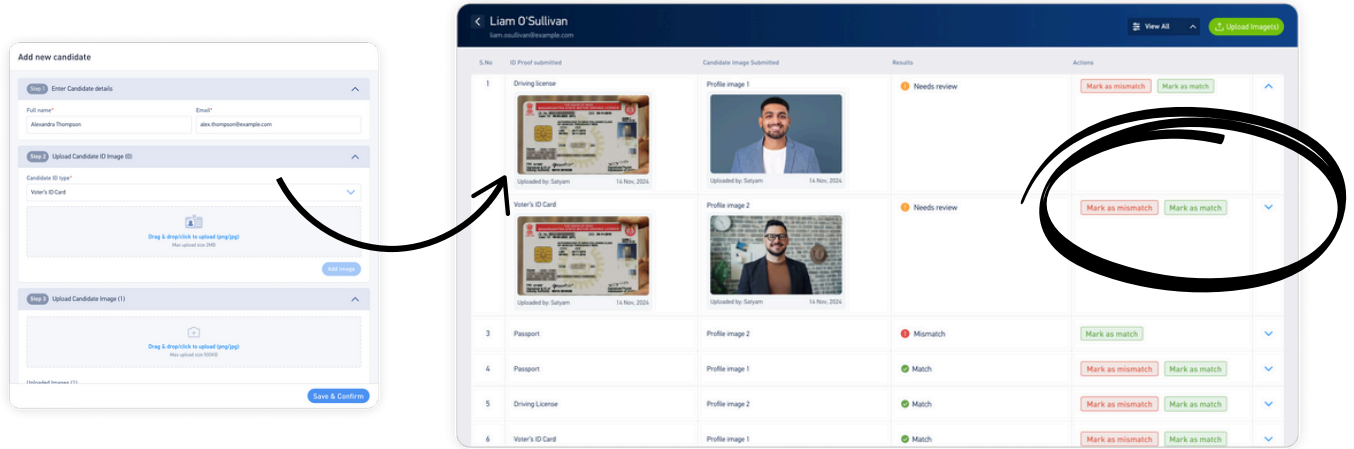 Add new candidate
Step 1 Enter Candidate details
Full name* Email*
Alexandra Thompson alex.thompson@example.com
Step 2 Upload Candidate ID Image (0)
Candidate ID type*
Voter's ID Card
Drag & drop/click to upload (png/jpg)
Max upload size 2MB
Add Image
Step 3 Upload Candidate Image (1)
Drag & drop/click to upload (png/jpg)
Max upload size 500KB
Uploaded Images (1)
Save & Confirm
Liam O'Sullivan
liam.osullivan@example.com
View All
Upload Image(s)
S.No ID Proof submitted Candidate Image Submitted Results Actions
1 Driving license Profile image 1 Needs review Mark as mismatch Mark as match
Uploaded by: Satyam 14 Nov, 2024 Uploaded by: Satyam 14 Nov, 2024
Voter's ID Card Profile image 2 Needs review Mark as mismatch Mark as match
Uploaded by: Satyam 14 Nov, 2024 Uploaded by: Satyam 14 Nov, 2024
3 Passport Profile image 2 Mismatch Mark as match
4 Passport Profile image 1 Match Mark as mismatch Mark as match
5 Driving License Profile image 2 Match Mark as mismatch Mark as match
6 Voter's ID Card Profile image 1 Match Mark as mismatch Mark as match